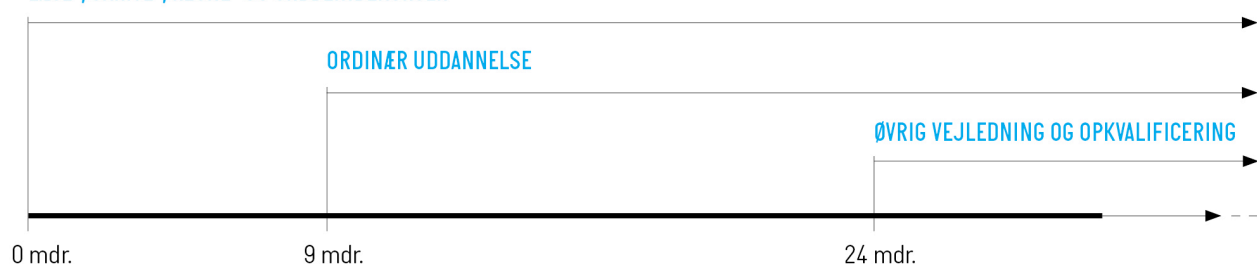 ORDINÆR UDDANNELSE
ØVRIG VEJLEDNING OG OPKVALIFICERING
0 mdr.
9 mdr.
24 mdr.